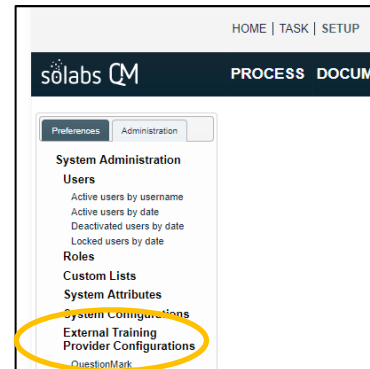 HOME | TASK | SETUP
sölabs QM
PROCESS DOCUM
Preferences
Administration
System Administration
Users
Active users by username
Active users by date
Deactivated users by date
Locked users by date
Roles
Custom Lists
System Attributes
System Configurations
External Training
Provider Configurations
QuestionMark